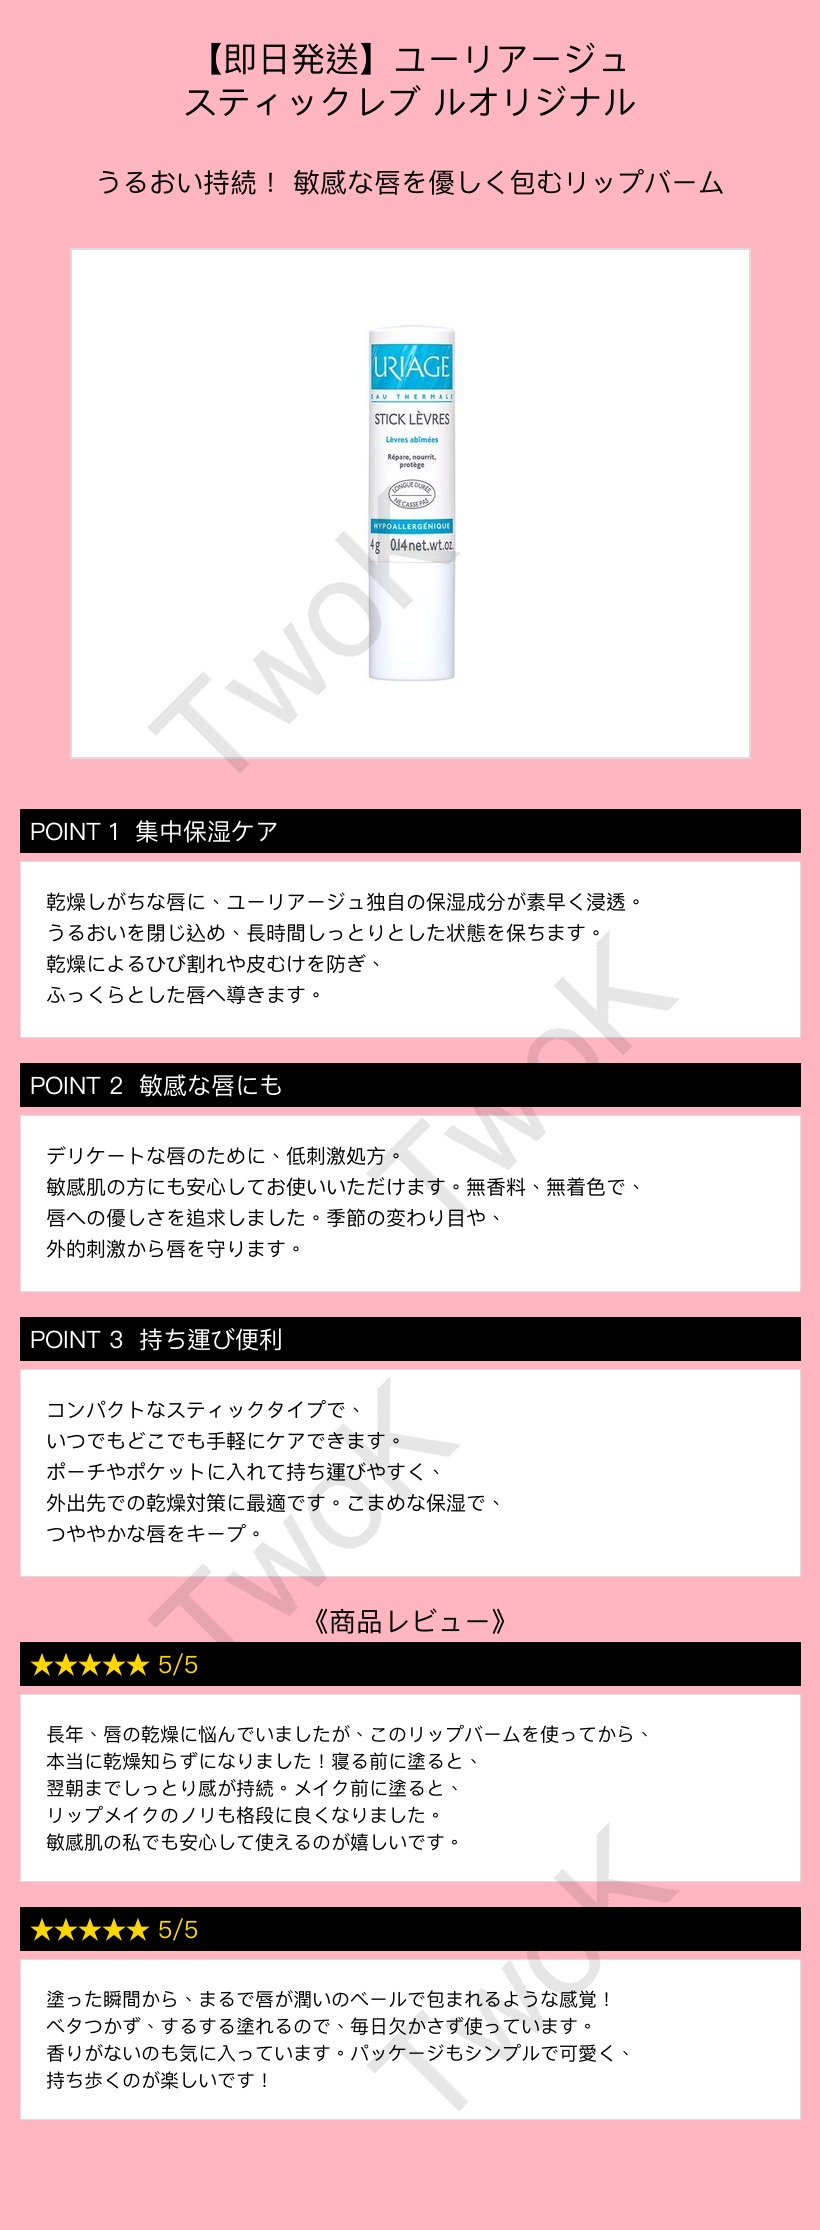 【即日発送】ユーリアージュ
スティックレブ ルオリジナル
うるおい持続！ 敏感な唇を優しく包むリップバーム
URIAGE
EAU THERMALE
STICK LÈVRES
Lèvres abîmées
Répare, nourrit,
protège
LONGUE DURÉE
NE CASSE PAS
HYPOALLERGÉNIQUE
4g 0.14net.wt.oz.
TwoK
POINT 1 集中保湿ケア
乾燥しがちな唇に、ユーリアージュ独自の保湿成分が素早く浸透。
うるおいを閉じ込め、長時間しっとりとした状態を保ちます。
乾燥によるひび割れや皮むけを防ぎ、
ふっくらとした唇へ導きます。
TwoK
POINT 2 敏感な唇にも
デリケートな唇のために、低刺激処方。
敏感肌の方にも安心してお使いいただけます。無香料、無着色で、
唇への優しさを追求しました。季節の変わり目や、
外的刺激から唇を守ります。
POINT 3 持ち運び便利
コンパクトなスティックタイプで、
いつでもどこでも手軽にケアできます。
ポーチやポケットに入れて持ち運びやすく、
外出先での乾燥対策に最適です。こまめな保湿で、
つややかな唇をキープ。
TwoK
《商品レビュー》
★★★★★ 5/5
長年、唇の乾燥に悩んでいましたが、このリップバームを使ってから、
本当に乾燥知らずになりました！寝る前に塗ると、
翌朝までしっとり感が持続。メイク前に塗ると、
リップメイクのノリも格段に良くなりました。
敏感肌の私でも安心して使えるのが嬉しいです。
★★★★★ 5/5
塗った瞬間から、まるで唇が潤いのベールで包まれるような感覚！
ベタつかず、するする塗れるので、毎日欠かさず使っています。
香りがないのも気に入っています。パッケージもシンプルで可愛く、
持ち歩くのが楽しいです！
TwoK